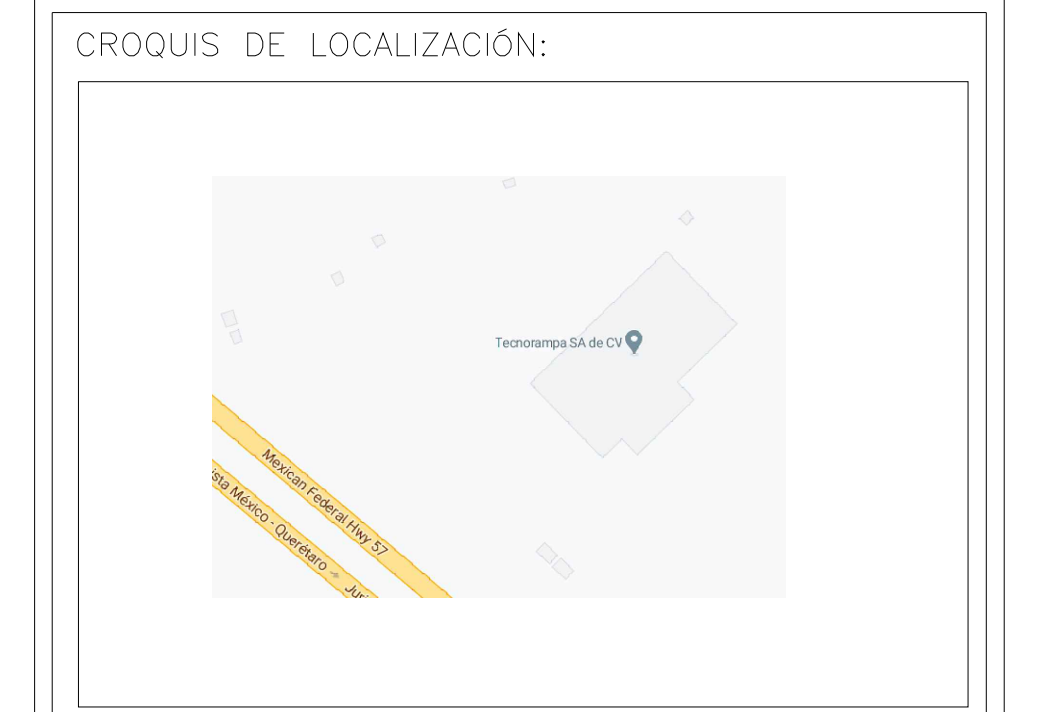 CROQUIS DE LOCALIZACIÓN:
Tecnorampa SA de CV
Mexican Federal Hwy 57
ista México - Querétaro